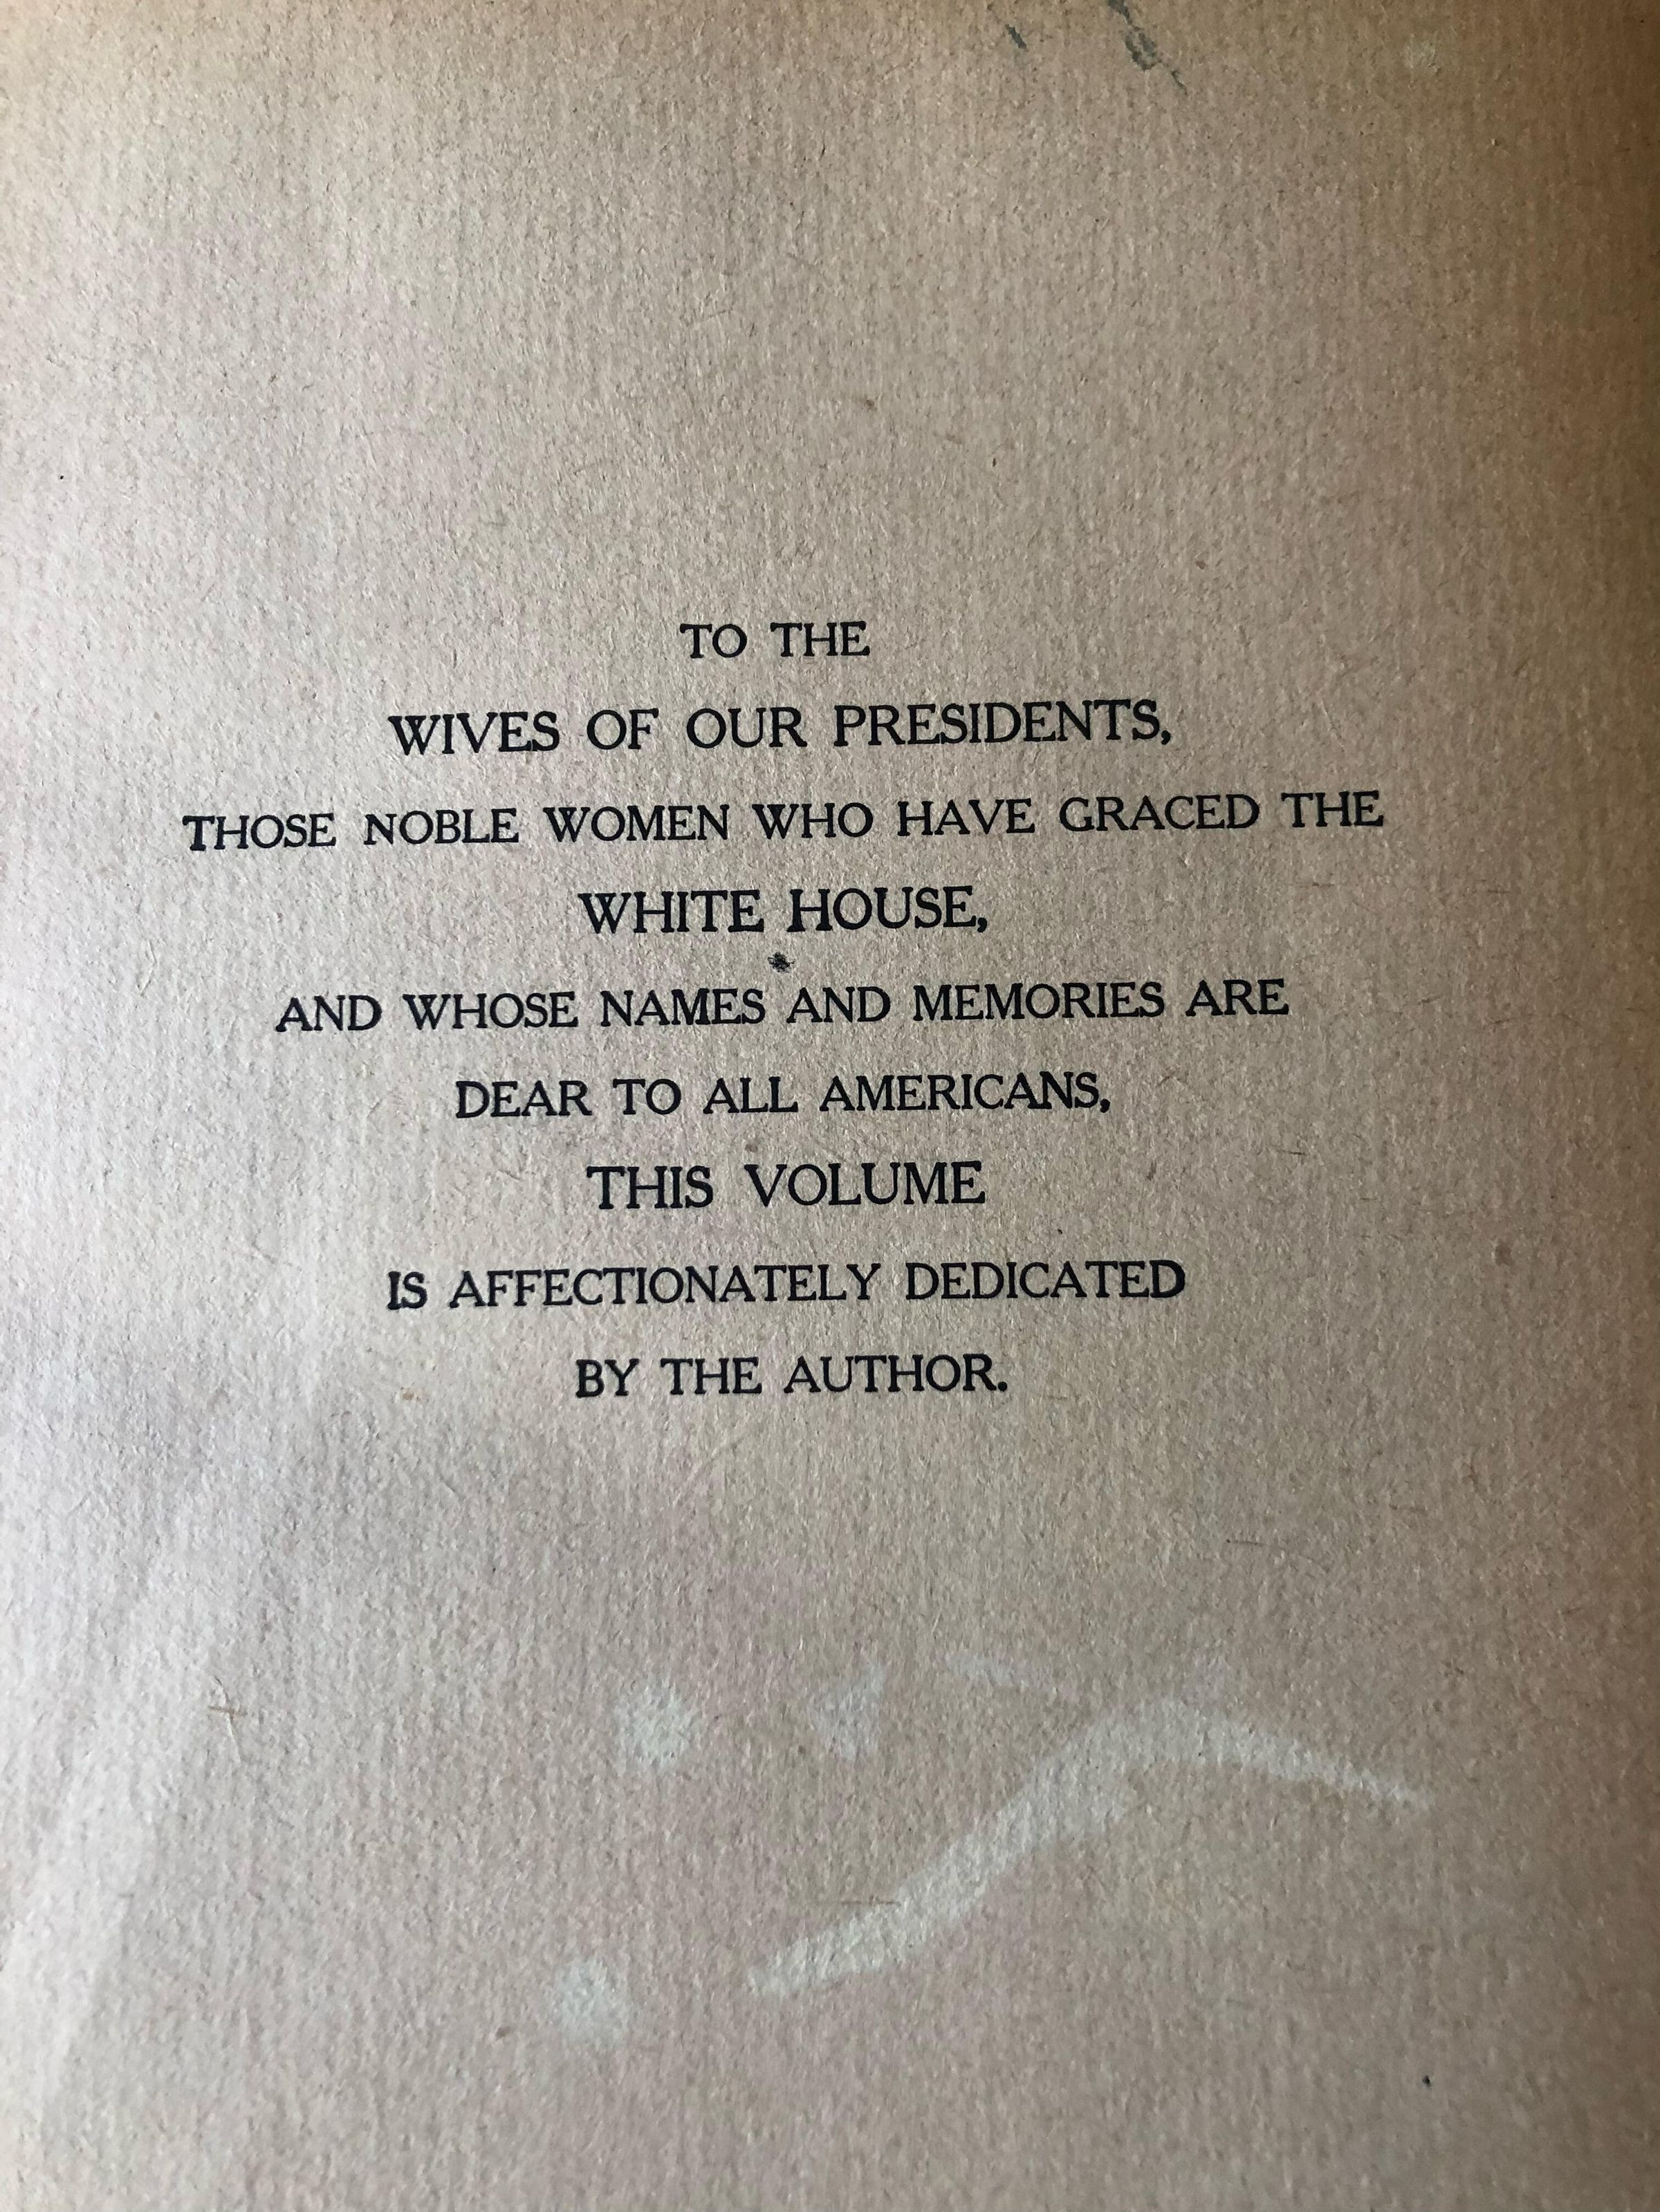 TO THE
WIVES OF OUR PRESIDENTS,
THOSE NOBLE WOMEN WHO HAVE GRACED THE
WHITE HOUSE,
AND WHOSE NAMES AND MEMORIES ARE
DEAR TO ALL AMERICANS,
THIS VOLUME
IS AFFECTIONATELY DEDICATED
BY THE AUTHOR.